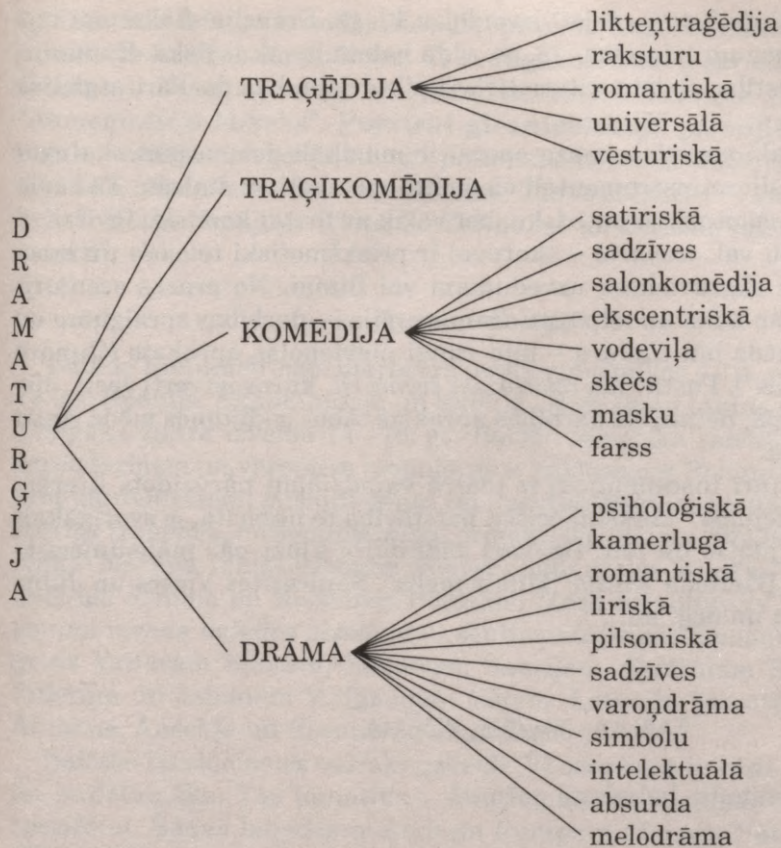 DRAMATURĢIJA
TRAĢĒDIJA
likteņtraģēdija
raksturu
romantiskā
universālā
vēsturiskā
TRAĢIKOMĒDIJA
KOMĒDIJA
satīriskā
sadzīves
salonkomēdija
ekscentriskā
vodeviļa
skečs
masku
farss
DRĀMA
psiholoģiskā
kamerluga
romantiskā
liriskā
pilsoniskā
sadzīves
varoņdrāma
simbolu
intelektuālā
absurda
melodrāma